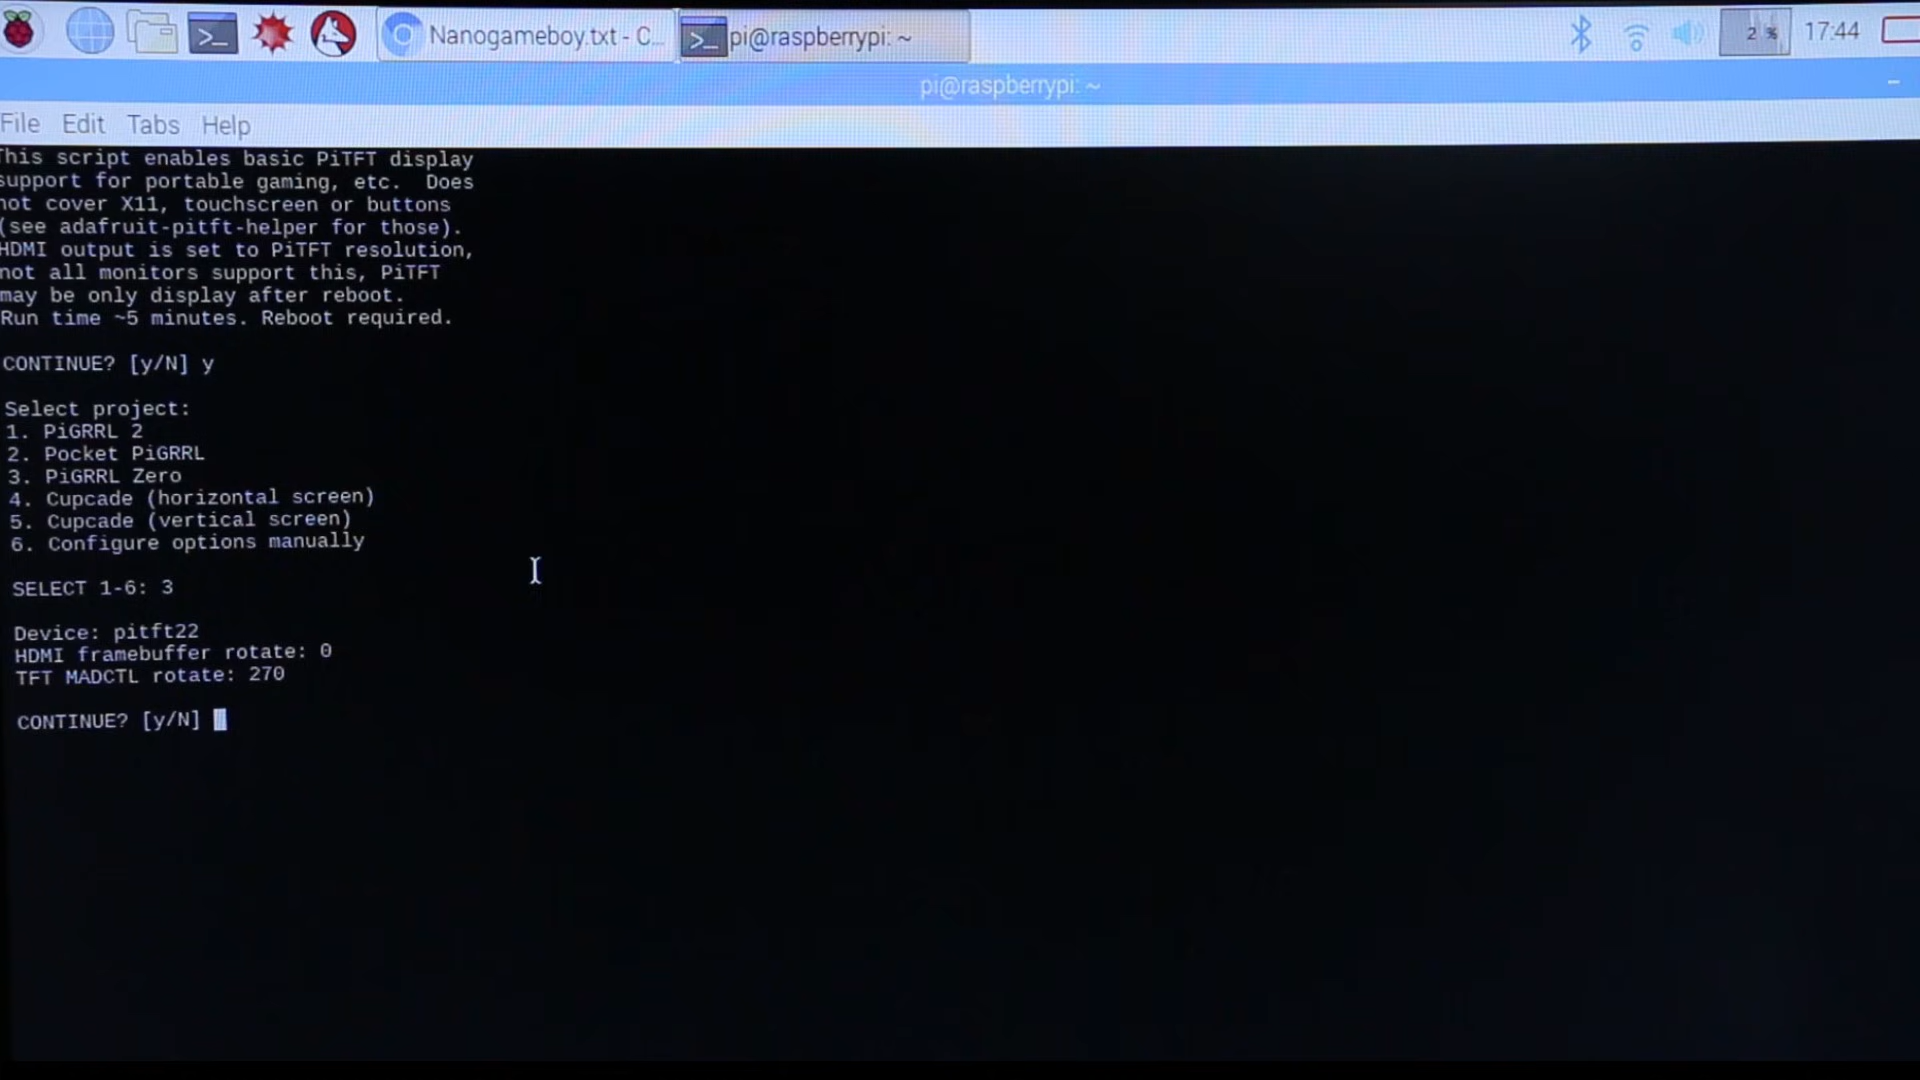 Nanogameboy.txt - C...
pi@raspberrypi: ~
2 %
17:44
pi@raspberrypi: ~
File Edit Tabs Help
This script enables basic PiTFT display
support for portable gaming, etc. Does
not cover X11, touchscreen or buttons
(see adafruit-pitft-helper for those).
HDMI output is set to PiTFT resolution,
not all monitors support this, PiTFT
may be only display after reboot.
Run time ~5 minutes. Reboot required.
CONTINUE? [y/N] y
Select project:
1. PiGRRL 2
2. Pocket PiGRRL
3. PiGRRL Zero
4. Cupcade (horizontal screen)
5. Cupcade (vertical screen)
6. Configure options manually
SELECT 1-6: 3
Device: pitft22
HDMI framebuffer rotate: 0
TFT MADCTL rotate: 270
CONTINUE? [y/N]